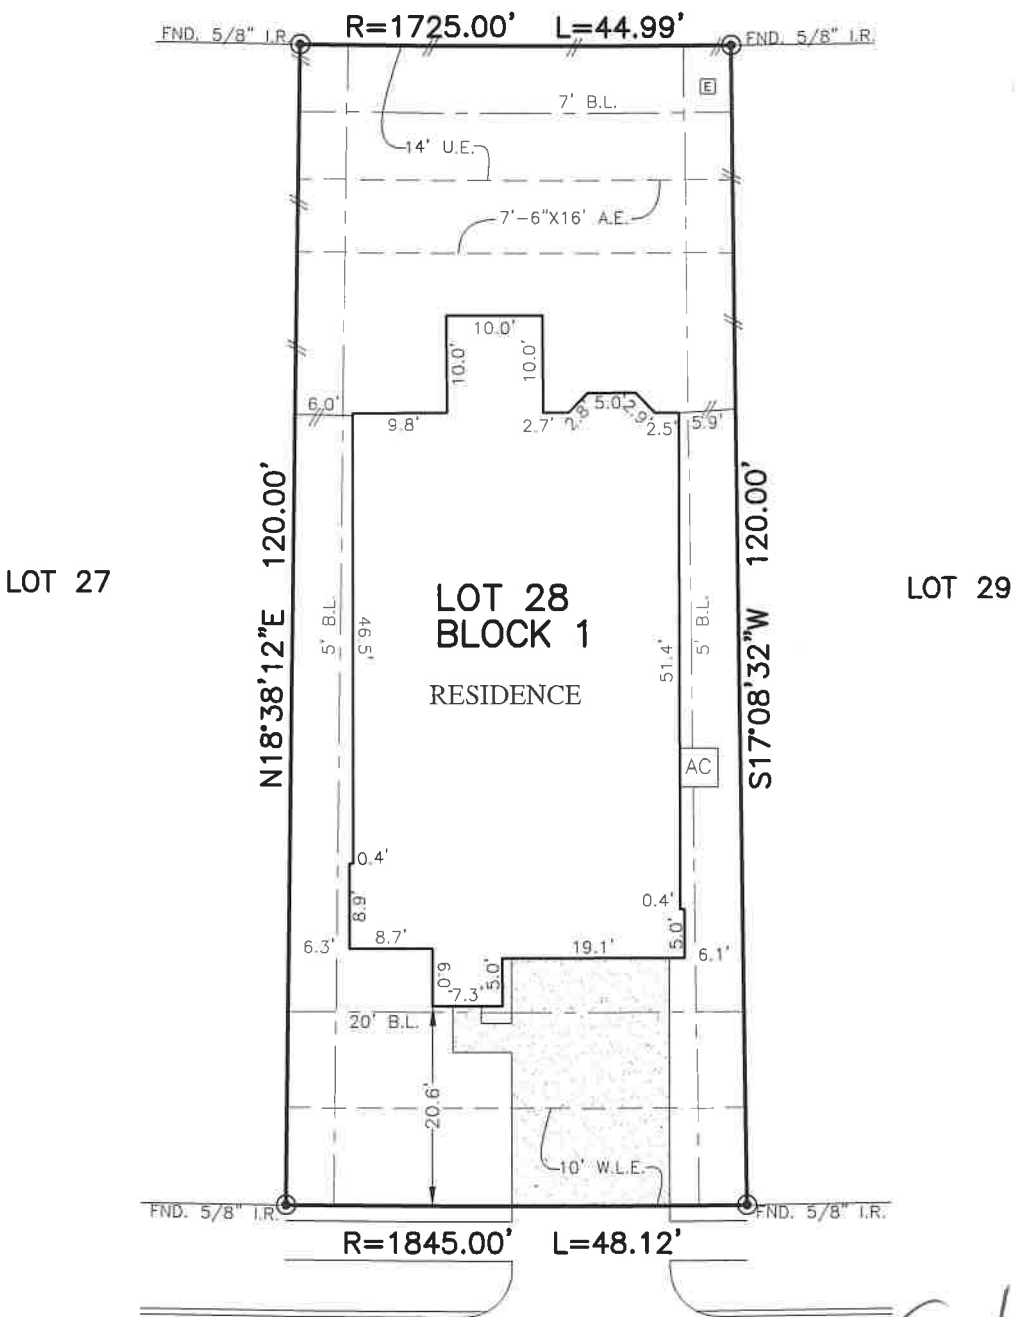 R=1725.00' L=44.99'
FND. 5/8" I.R.
FND. 5/8" I.R.
E
7' B.L.
14' U.E.
7'-6"X16' A.E.
10.0'
10.0'
10.0'
6.0'
9.8'
2.7'
2.8'
5.0'
2.9'
2.5'
5.9'
N18°38'12"E 120.00'
S17°08'32"W 120.00'
LOT 27
LOT 28
BLOCK 1
RESIDENCE
LOT 29
5' B.L.
46.5'
51.4'
5' B.L.
AC
0.4'
8.9'
0.4'
5.0'
6.3'
8.7'
6.0
5.0'
19.1'
6.1'
7.3'
20' B.L.
20.6'
10' W.L.E.
FND. 5/8" I.R.
FND. 5/8" I.R.
R=1845.00' L=48.12'